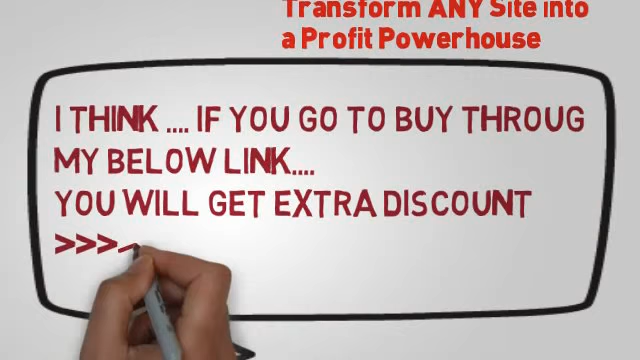 Transform ANY Site into
a Profit Powerhouse
I THINK .... IF YOU GO TO BUY THROUG
MY BELOW LINK....
YOU WILL GET EXTRA DISCOUNT
>>>